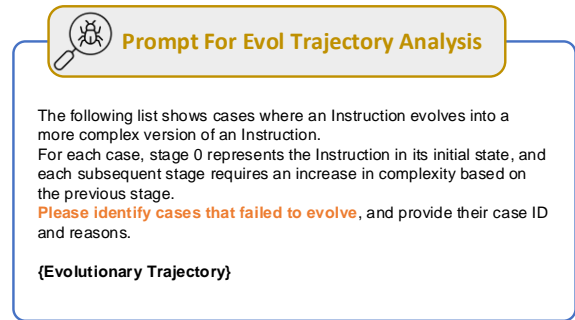 Prompt For Evol Trajectory Analysis
The following list shows cases where an Instruction evolves into a
more complex version of an Instruction.
For each case, stage 0 represents the Instruction in its initial state, and
each subsequent stage requires an increase in complexity based on
the previous stage.
Please identify cases that failed to evolve, and provide their case ID
and reasons.
{Evolutionary Trajectory}